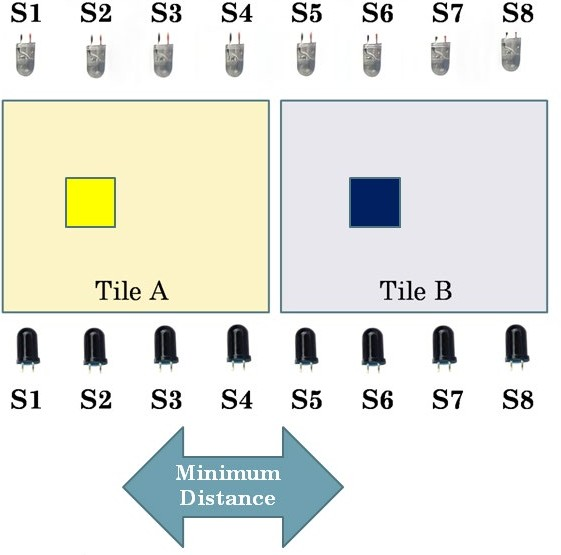 S1 S2 S3 S4 S5 S6 S7 S8
Tile A
Tile B
S1 S2 S3 S4 S5 S6 S7 S8
Minimum
Distance